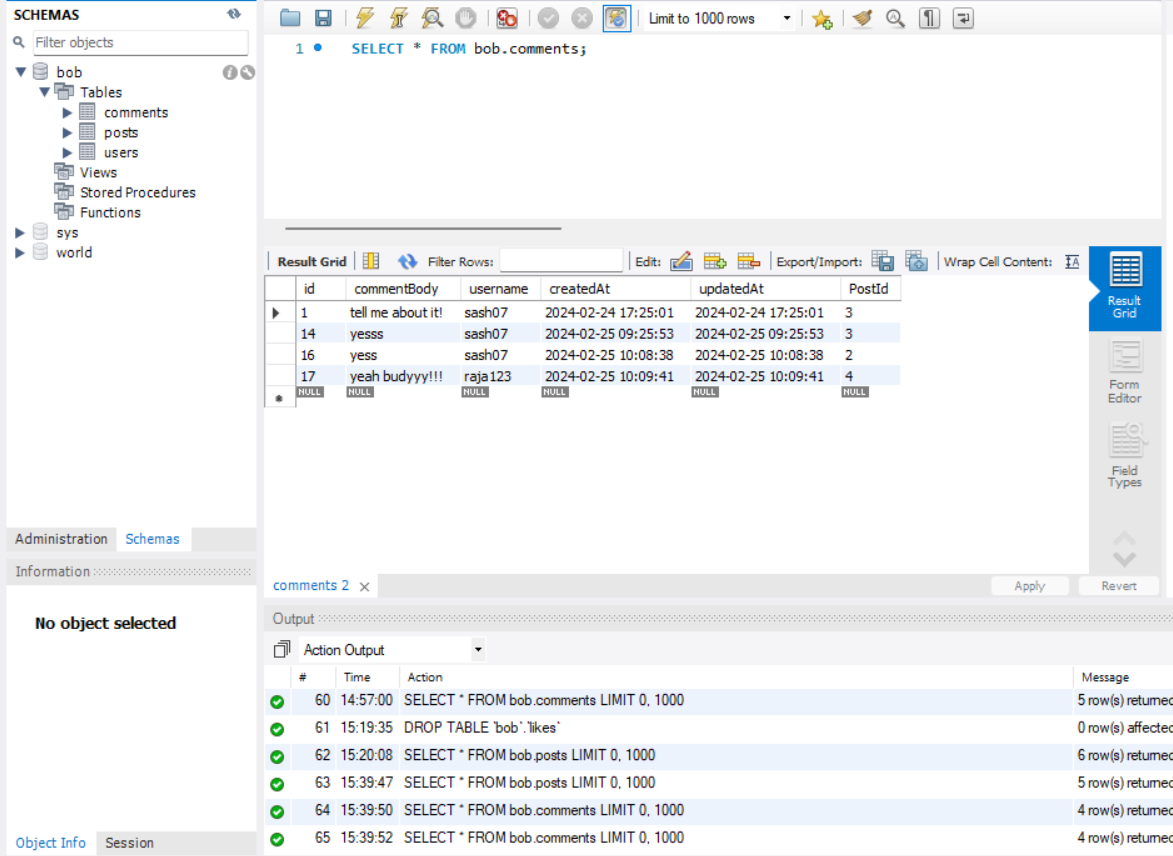 SCHEMAS
Filter objects
bob
Tables
comments
posts
users
Views
Stored Procedures
Functions
sys
world
Administration Schemas
Information
No object selected
Object Info Session
Limit to 1000 rows
1 SELECT * FROM bob.comments;
Result Grid Filter Rows: Edit: Export/Import: Wrap Cell Content:
id commentBody username createdAt updatedAt PostId
1 tell me about it! sash07 2024-02-24 17:25:01 2024-02-24 17:25:01 3
14 yesss sash07 2024-02-25 09:25:53 2024-02-25 09:25:53 3
16 yess sash07 2024-02-25 10:08:38 2024-02-25 10:08:38 2
17 yeah budyyy!!! raja123 2024-02-25 10:09:41 2024-02-25 10:09:41 4
NULL NULL NULL NULL NULL NULL
Result
Grid
Form
Editor
Field
Types
comments 2
Apply Revert
Output
Action Output
# Time Action Message
60 14:57:00 SELECT * FROM bob.comments LIMIT 0, 1000 5 row(s) returned
61 15:19:35 DROP TABLE `bob`.`likes` 0 row(s) affected
62 15:20:08 SELECT * FROM bob.posts LIMIT 0, 1000 6 row(s) returned
63 15:39:47 SELECT * FROM bob.posts LIMIT 0, 1000 5 row(s) returned
64 15:39:50 SELECT * FROM bob.comments LIMIT 0, 1000 4 row(s) returned
65 15:39:52 SELECT * FROM bob.comments LIMIT 0, 1000 4 row(s) returned